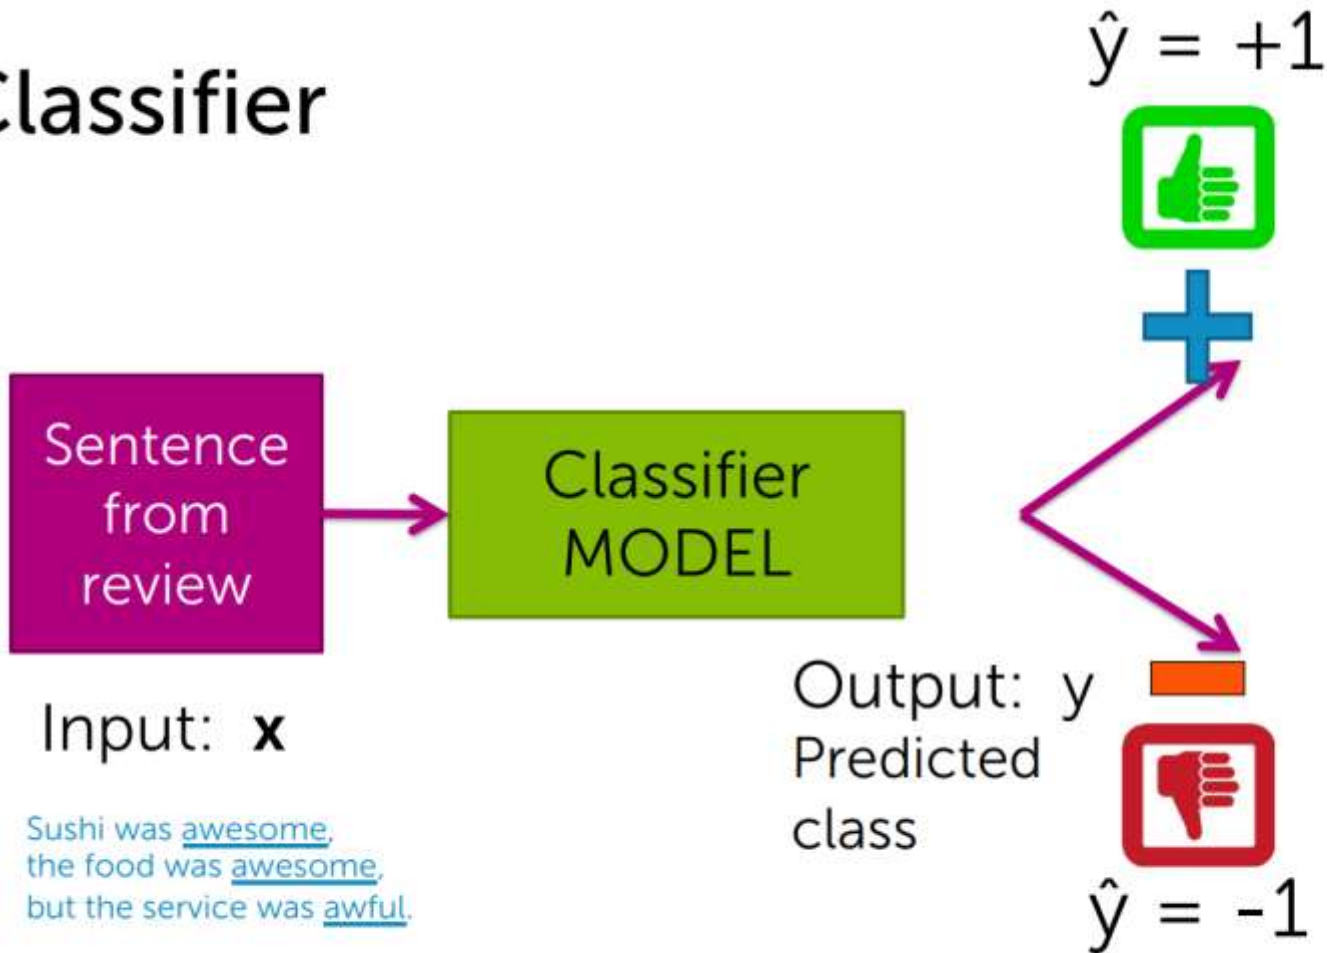 Classifier
ŷ = +1
Sentence
from
review
Classifier
MODEL
Input: x
Output: y
Predicted
class
Sushi was awesome,
the food was awesome,
but the service was awful.
ŷ = -1